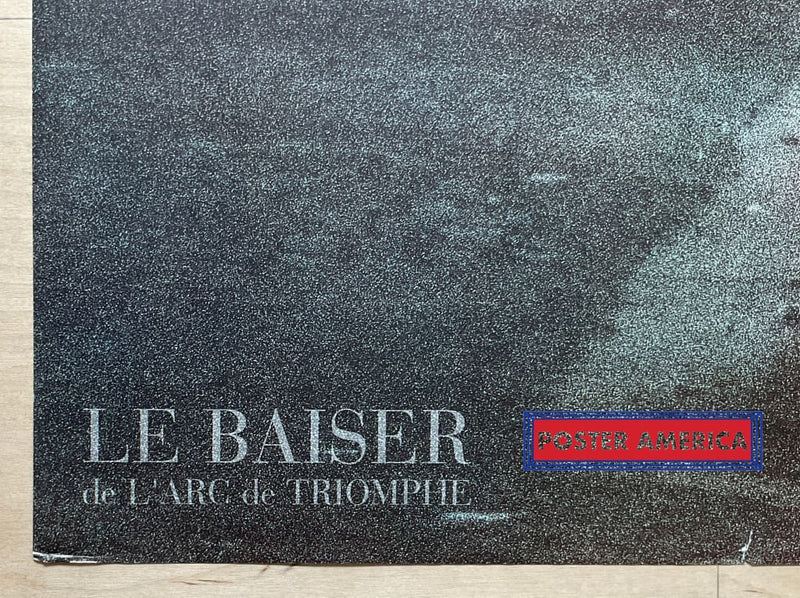 LE BAISER
de L'ARC de TRIOMPHE
POSTER AMERICA